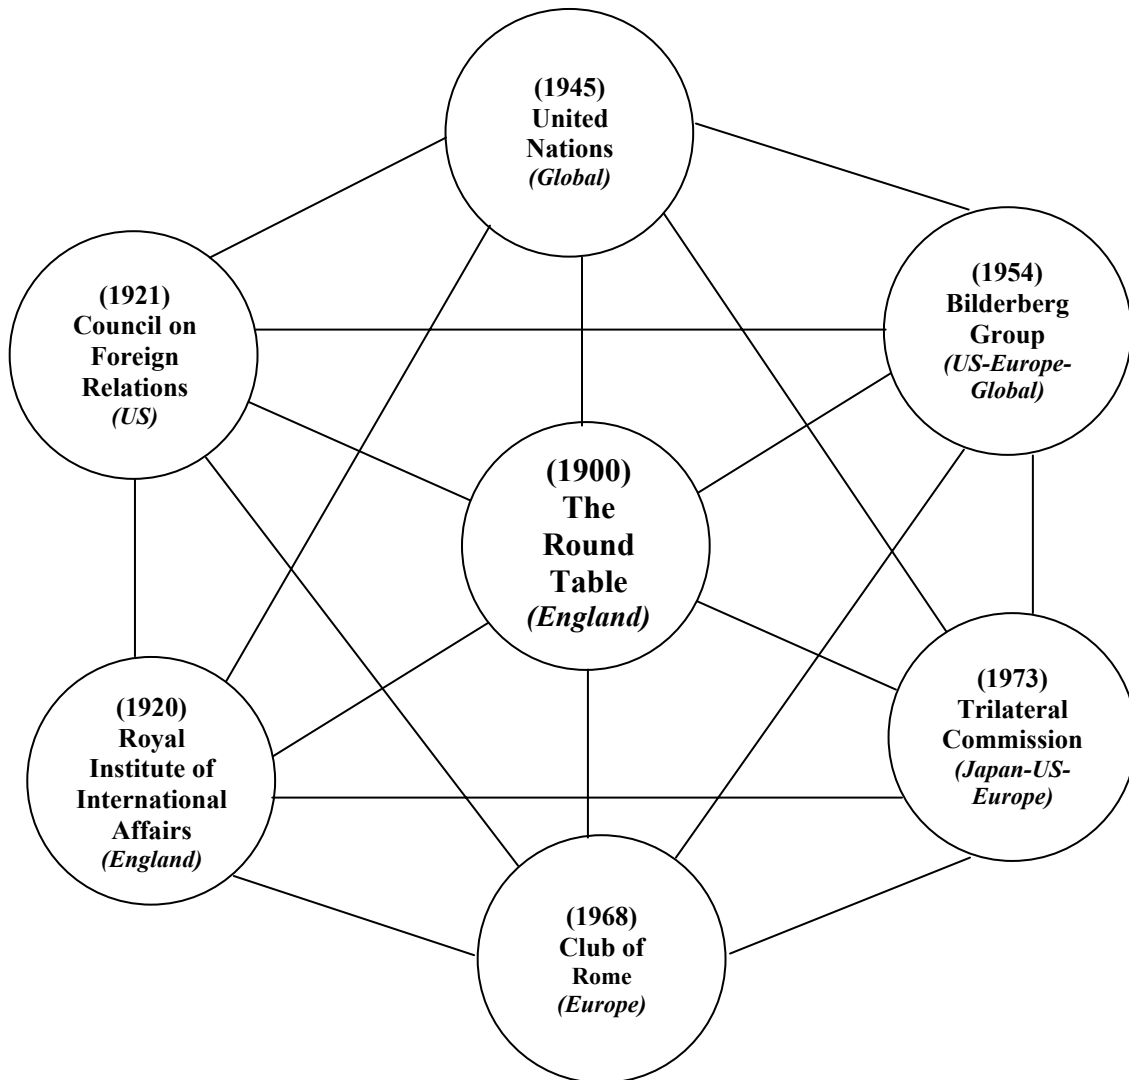 (1945)
United
Nations
(Global)
(1954)
Bilderberg
Group
(US-Europe-
Global)
(1921)
Council on
Foreign
Relations
(US)
(1900)
The
Round
Table
(England)
(1973)
Trilateral
Commission
(Japan-US-
Europe)
(1920)
Royal
Institute of
International
Affairs
(England)
(1968)
Club of
Rome
(Europe)